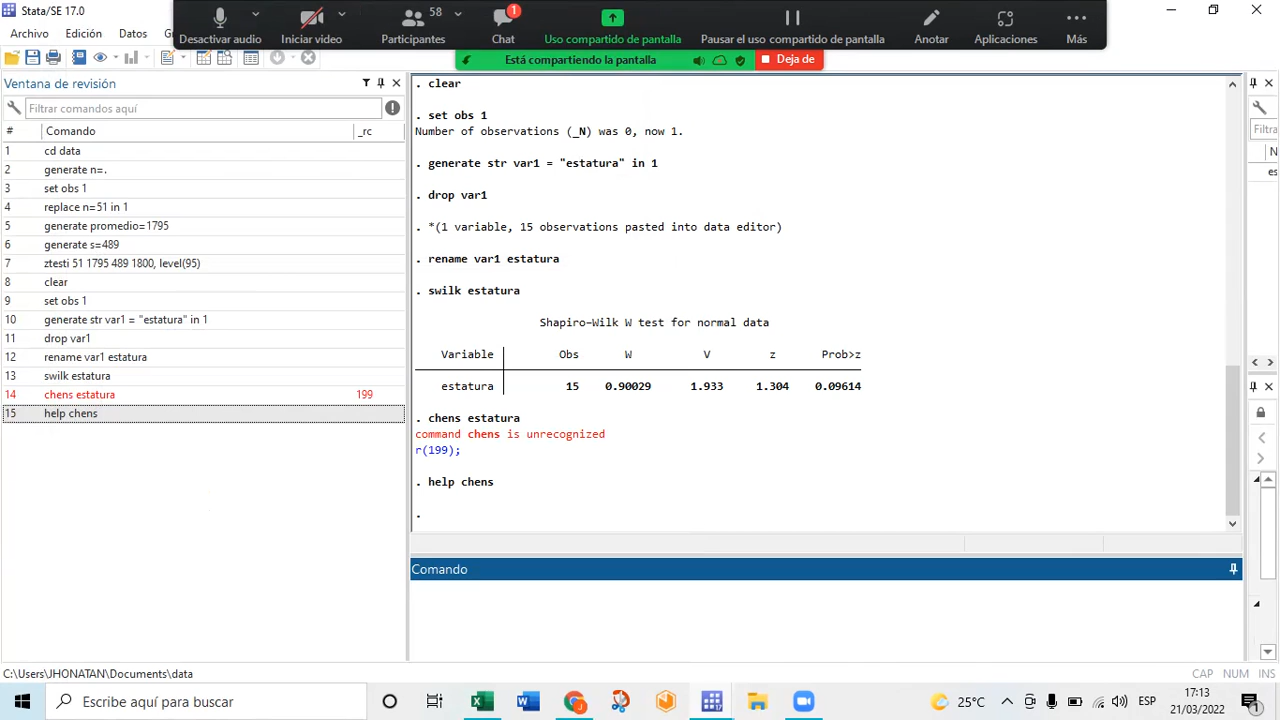 Stata/SE 17.0
58
1
Desactivar audio
Iniciar video
Participantes
Chat
Uso compartido de pantalla
Pausar el uso compartido de pantalla
Anotar
Aplicaciones
Más
Archivo
Edición
Datos
Está compartiendo la pantalla
Deja de
Ventana de revisión
Filtrar comandos aquí
# Comando _rc
1 cd data
2 generate n=.
3 set obs 1
4 replace n=51 in 1
5 generate promedio=1795
6 generate s=489
7 ztesti 51 1795 489 1800, level(95)
8 clear
9 set obs 1
10 generate str var1 = "estatura" in 1
11 drop var1
12 rename var1 estatura
13 swilk estatura
14 chens estatura 199
15 help chens
. clear
. set obs 1
Number of observations (_N) was 0, now 1.
. generate str var1 = "estatura" in 1
. drop var1
. *(1 variable, 15 observations pasted into data editor)
. rename var1 estatura
. swilk estatura
Shapiro–Wilk W test for normal data
Variable Obs W V z Prob>z
estatura 15 0.90029 1.933 1.304 0.09614
. chens estatura
command chens is unrecognized
r(199);
. help chens
.
Comando
Filtra
N
es
C:\Users\JHONATAN\Documents\data
CAP NUM INS
Escribe aquí para buscar
25°C
ESP
17:13
21/03/2022
1